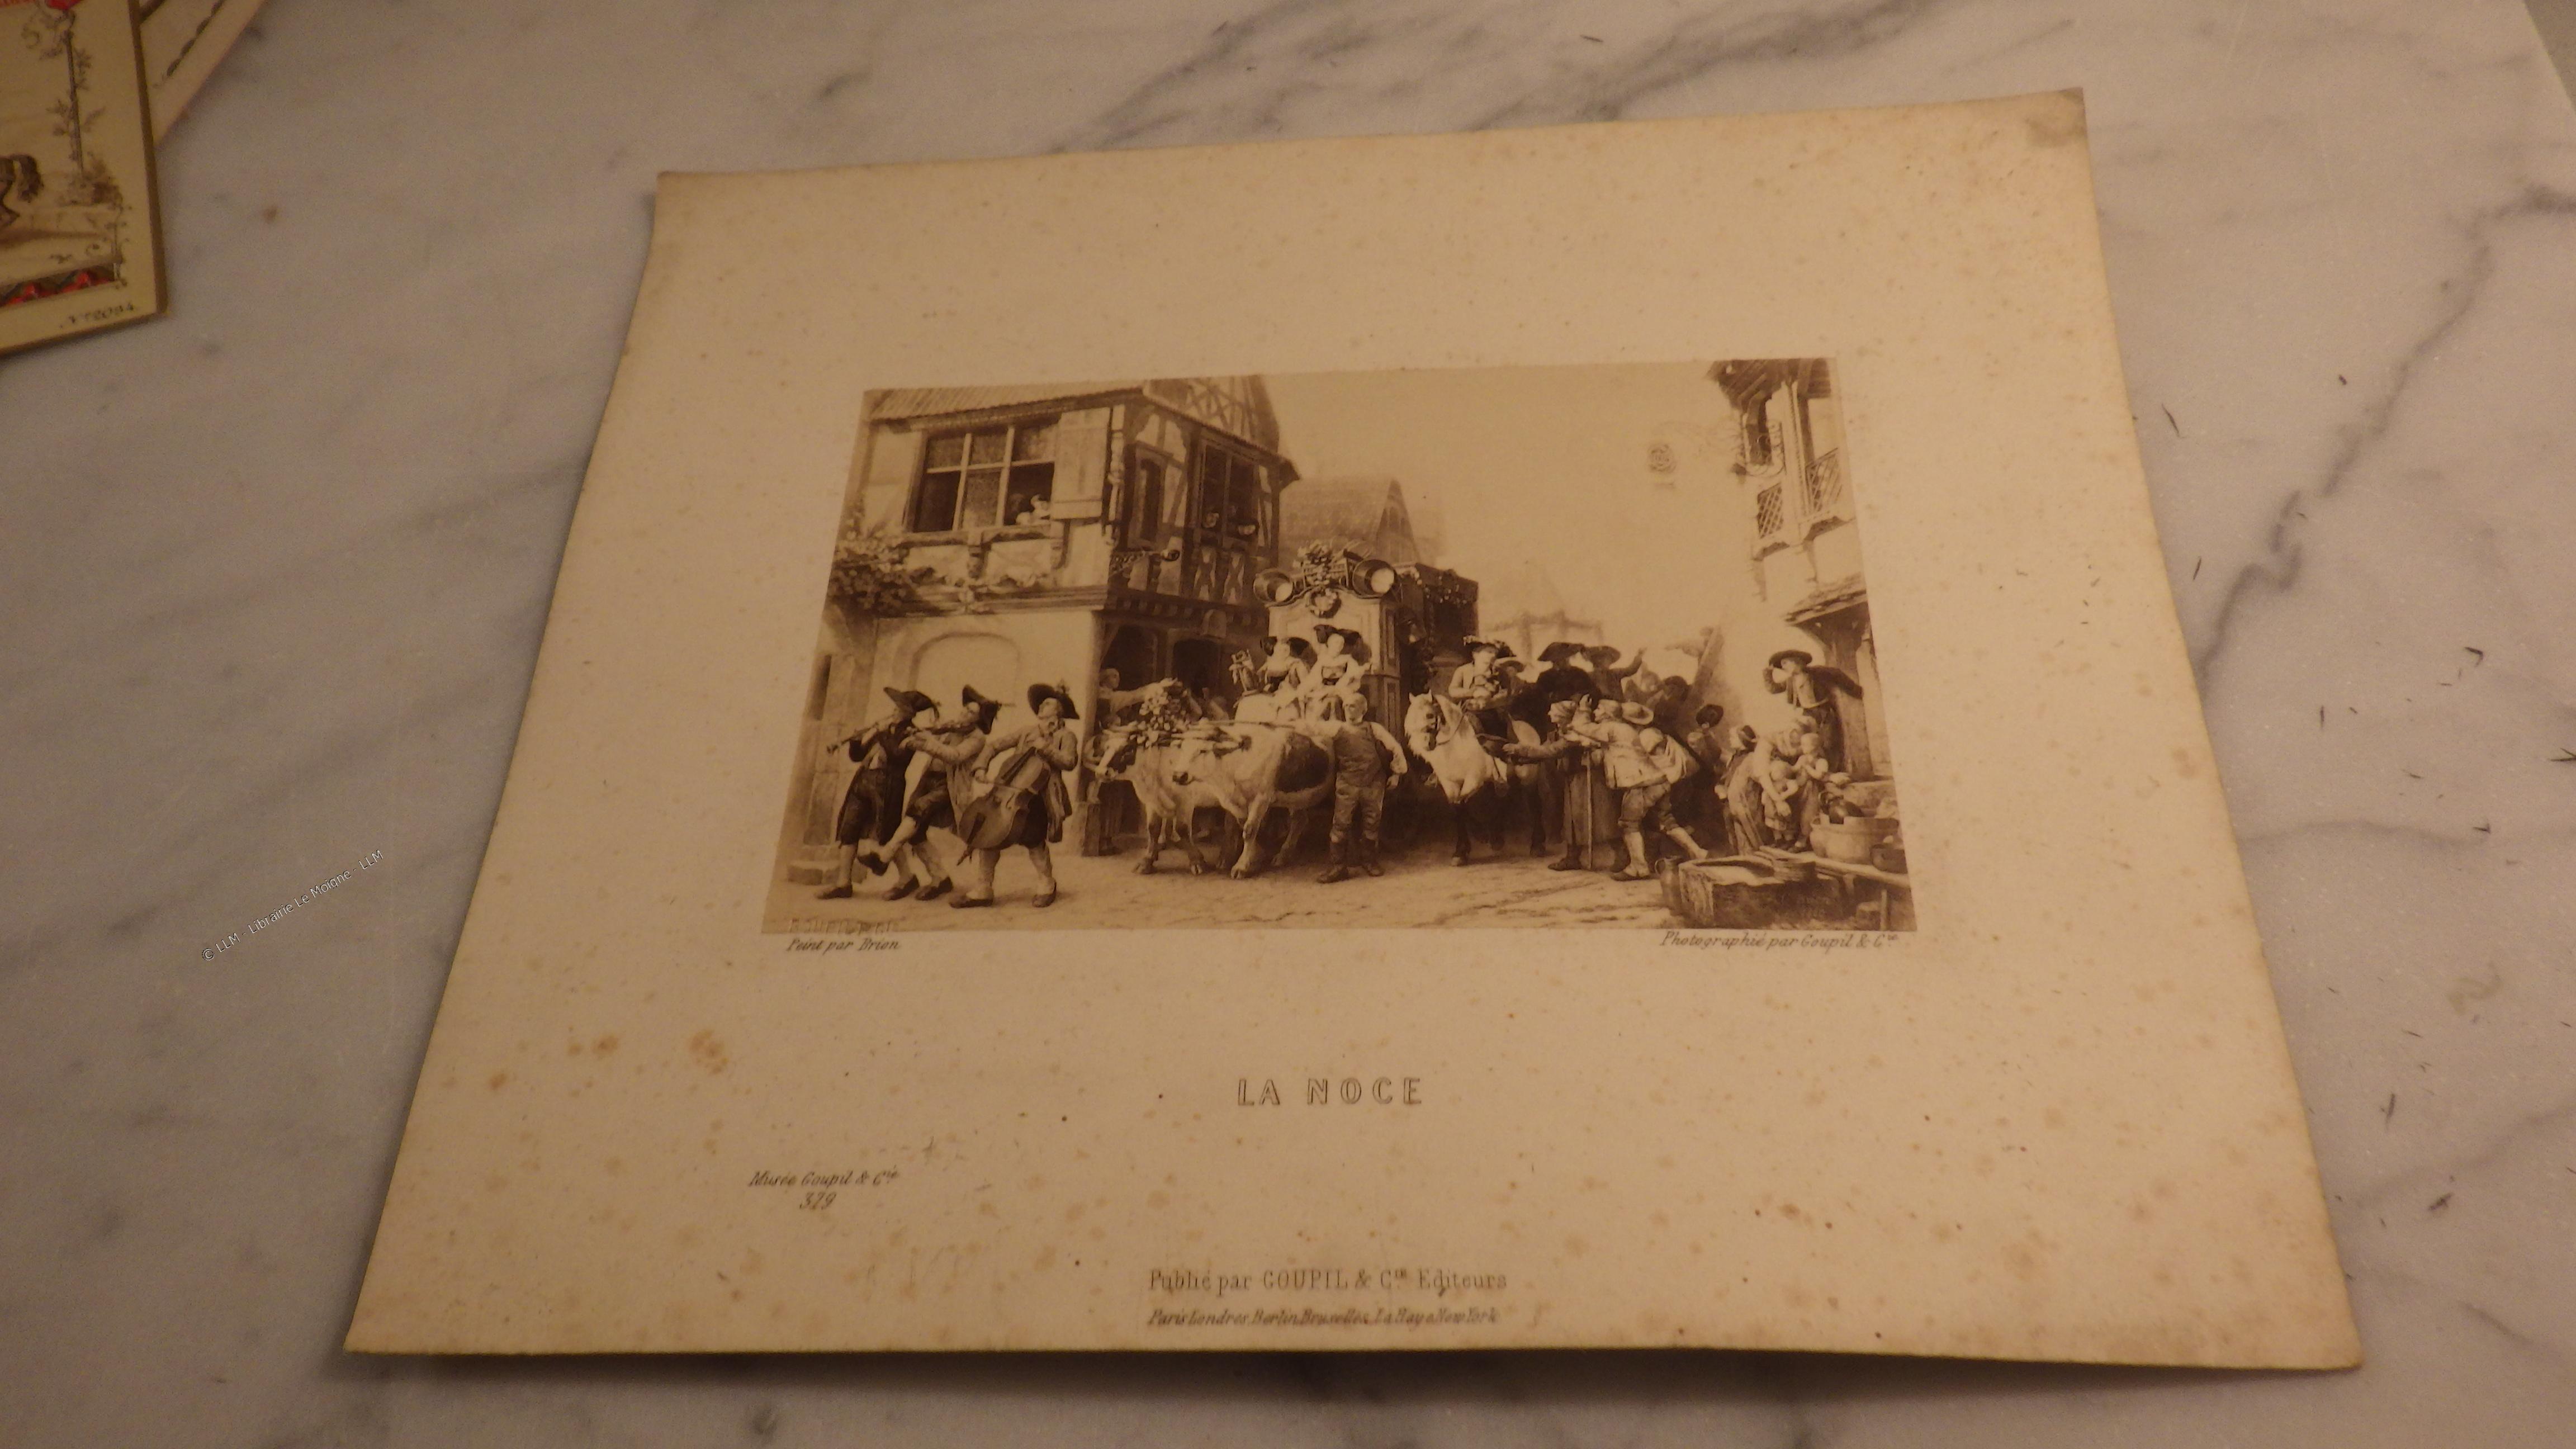 N° 12034
© LLM - Librairie Le Moigne - LLM
Peint par Brion
Photographié par Goupil & Cie
LA NOCE
Musée Goupil & Cie
379
Publié par GOUPIL & Cie Editeurs
Paris Londres Berlin Bruxelles La Haye New York